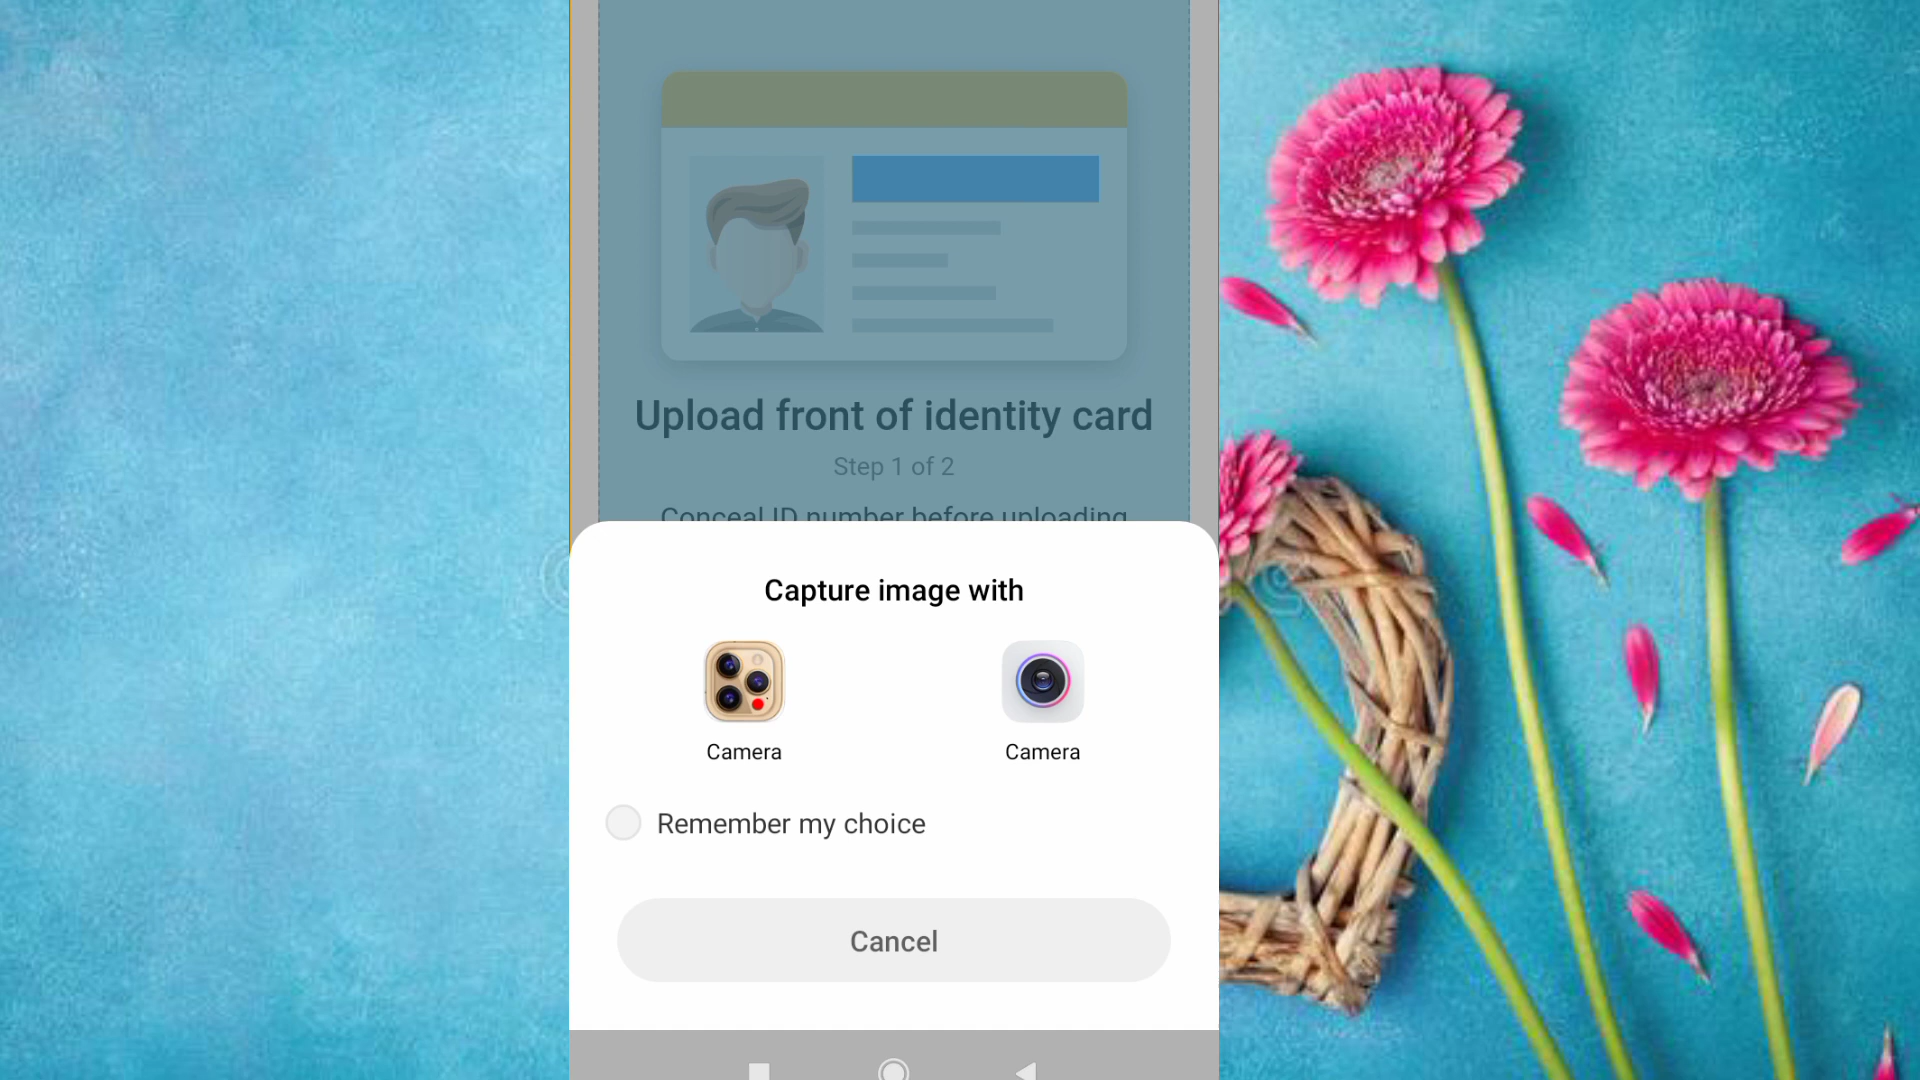 Upload front of identity card
Step 1 of 2
Conceal ID number before uploading
Capture image with
Camera
Camera
Remember my choice
Cancel